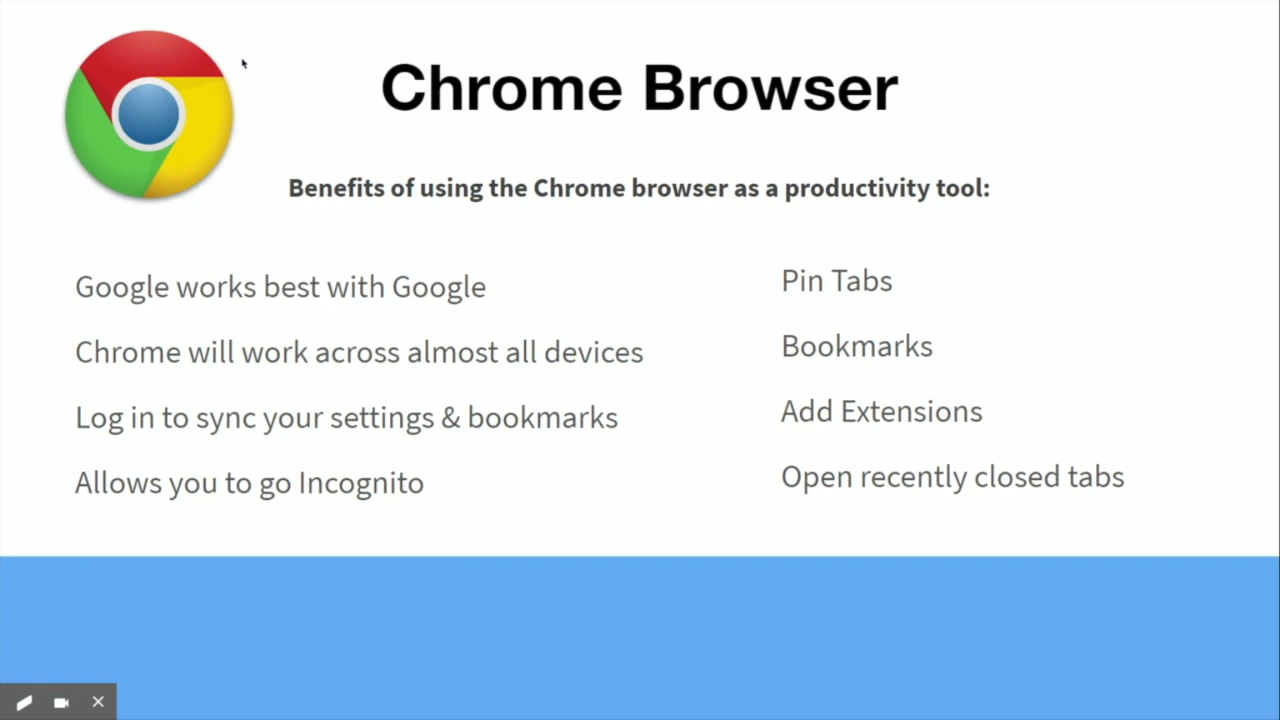 Chrome Browser
Benefits of using the Chrome browser as a productivity tool:
Google works best with Google
Chrome will work across almost all devices
Log in to sync your settings & bookmarks
Allows you to go Incognito
Pin Tabs
Bookmarks
Add Extensions
Open recently closed tabs